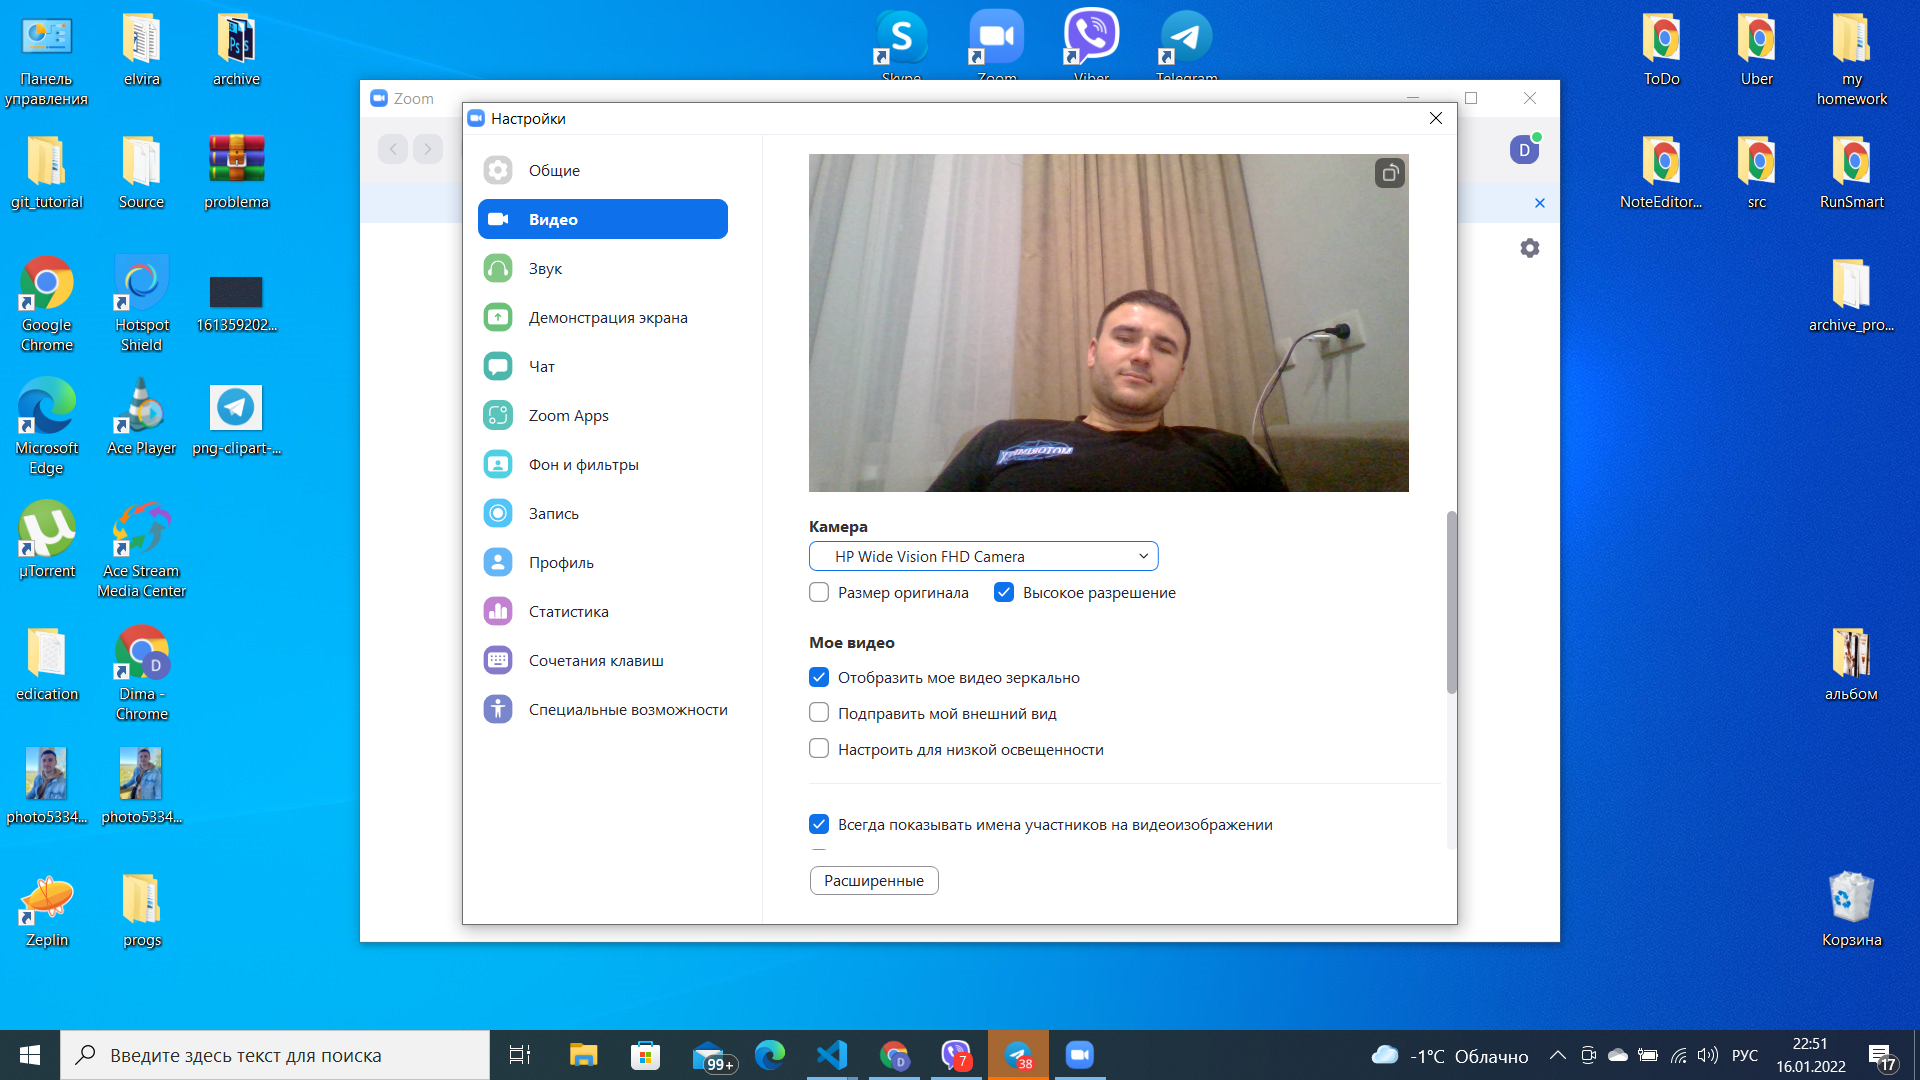 Панель
управления
elvira
archive
Skype
Zoom
Viber
Telegram
ToDo
Uber
my
homework
git_tutorial
Source
problema
NoteEditor...
src
RunSmart
Google
Chrome
Hotspot
Shield
161359202...
archive_pro...
Microsoft
Edge
Ace Player
png-clipart-...
µTorrent
Ace Stream
Media Center
edication
Dima -
Chrome
альбом
photo5334...
photo5334...
Zeplin
progs
Корзина
Zoom
D
Настройки
Общие
Видео
Звук
Демонстрация экрана
Чат
Zoom Apps
Фон и фильтры
Запись
Профиль
Статистика
Сочетания клавиш
Специальные возможности
Камера
HP Wide Vision FHD Camera
Размер оригинала
Высокое разрешение
Мое видео
Отобразить мое видео зеркально
Подправить мой внешний вид
Настроить для низкой освещенности
Всегда показывать имена участников на видеоизображении
Расширенные
Введите здесь текст для поиска
99+
D
7
38
-1°C Облачно
РУС
22:51
16.01.2022
17